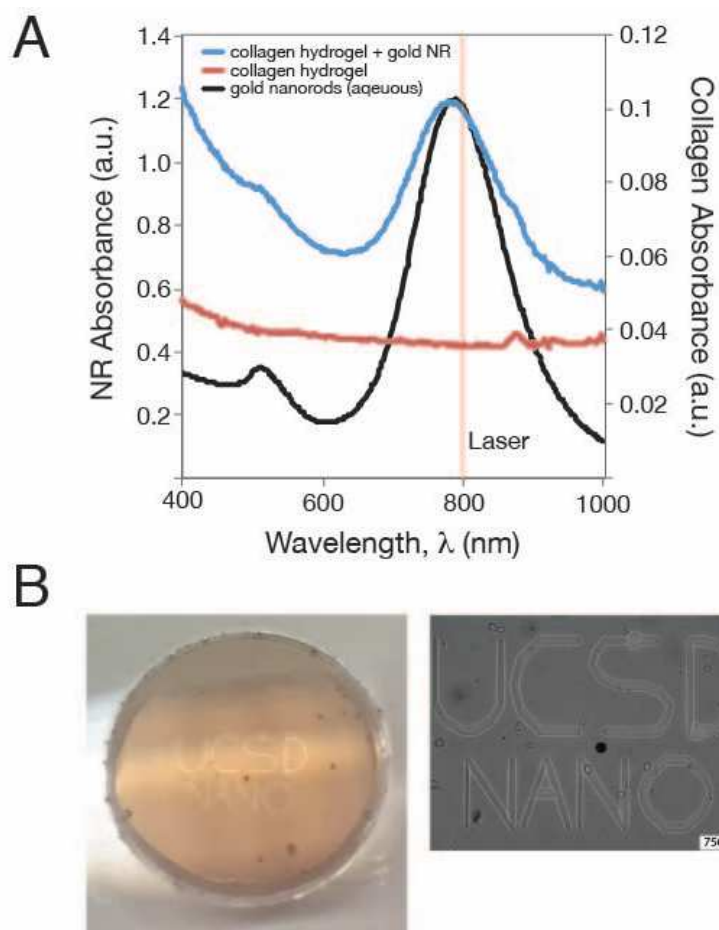 A
1.4
1.2
1.0
0.8
0.6
0.4
0.2
NR Absorbance (a.u.)
collagen hydrogel + gold NR
collagen hydrogel
gold nanorods (aqeuous)
0.12
0.1
0.08
0.06
0.04
0.02
Collagen Absorbance (a.u.)
Laser
400
600
800
1000
Wavelength, λ (nm)
B
UCSD
NANO
UCSD
NANO